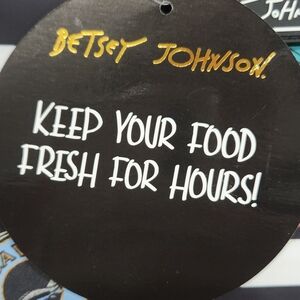 BETSEY JOHNSON.
KEEP YOUR FOOD
FRESH FOR HOURS!